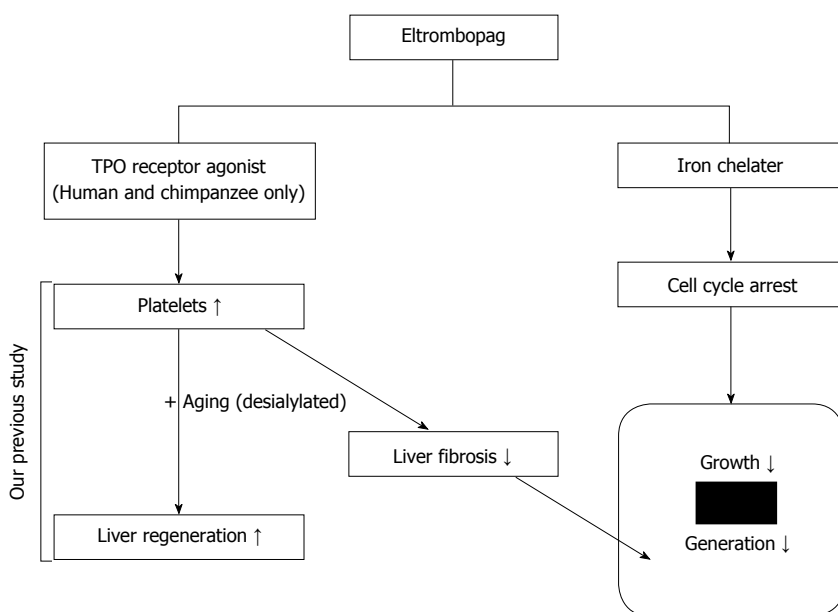 Eltrombopag
TPO receptor agonist
(Human and chimpanzee only)
Iron chelater
Platelets ↑
Cell cycle arrest
Our previous study
+ Aging (desialylated)
Liver fibrosis ↓
Growth ↓
Generation ↓
Liver regeneration ↑